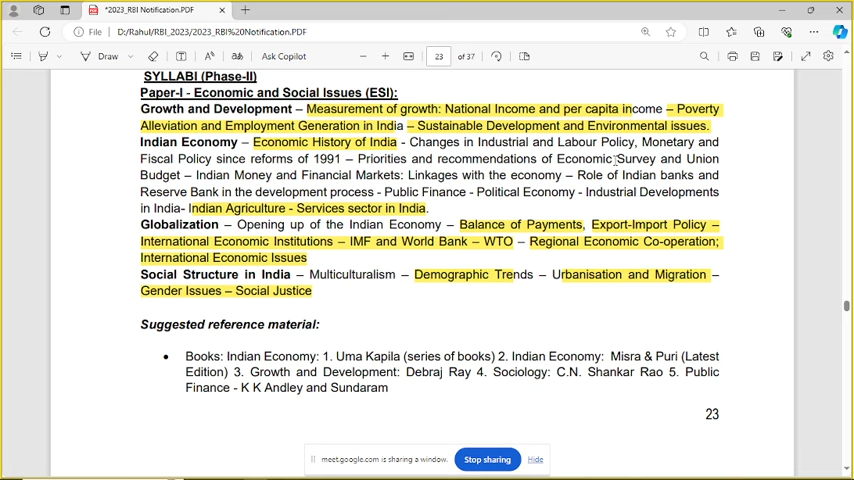 *2023_RBI Notification.PDF
File
D:/Rahul/RBI_2023/2023_RBI%20Notification.PDF
Draw
Ask Copilot
23
of 37
SYLLABI (Phase-II)
Paper-I - Economic and Social Issues (ESI):
Growth and Development – Measurement of growth: National Income and per capita income – Poverty
Alleviation and Employment Generation in India – Sustainable Development and Environmental issues.
Indian Economy – Economic History of India - Changes in Industrial and Labour Policy, Monetary and
Fiscal Policy since reforms of 1991 – Priorities and recommendations of Economic Survey and Union
Budget – Indian Money and Financial Markets: Linkages with the economy – Role of Indian banks and
Reserve Bank in the development process - Public Finance - Political Economy - Industrial Developments
in India- Indian Agriculture - Services sector in India.
Globalization – Opening up of the Indian Economy – Balance of Payments, Export-Import Policy –
International Economic Institutions – IMF and World Bank – WTO – Regional Economic Co-operation;
International Economic Issues
Social Structure in India – Multiculturalism – Demographic Trends – Urbanisation and Migration –
Gender Issues – Social Justice
Suggested reference material:
• Books: Indian Economy: 1. Uma Kapila (series of books) 2. Indian Economy: Misra & Puri (Latest
Edition) 3. Growth and Development: Debraj Ray 4. Sociology: C.N. Shankar Rao 5. Public
Finance - K K Andley and Sundaram
23
meet.google.com is sharing a window.
Stop sharing
Hide